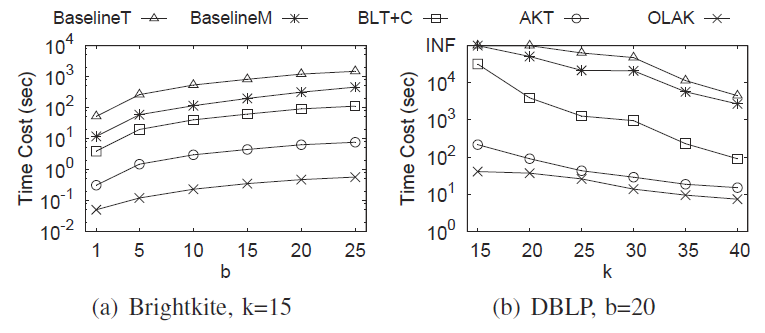 BaselineT BaselineM BLT+C AKT OLAK
Time Cost (sec)
10^4
10^3
10^2
10^1
10^0
10^-1
10^-2
1 5 10 15 20 25
b
(a) Brightkite, k=15
Time Cost (sec)
INF
10^4
10^3
10^2
10^1
10^0
15 20 25 30 35 40
k
(b) DBLP, b=20